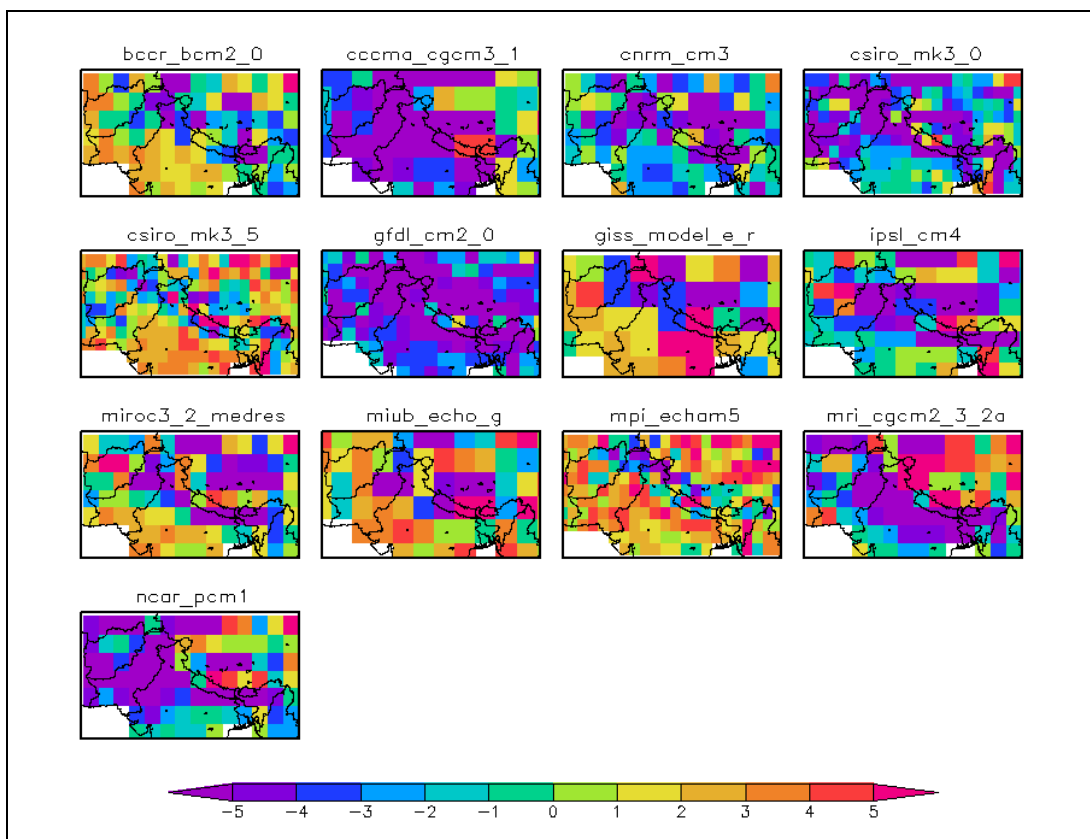 bccr_bcm2_0 cccma_cgcm3_1 cnrm_cm3 csiro_mk3_0
csiro_mk3_5 gfdl_cm2_0 giss_model_e_r ipsl_cm4
miroc3_2_medres miub_echo_g mpi_echam5 mri_cgcm2_3_2a
ncar_pcm1
-5 -4 -3 -2 -1 0 1 2 3 4 5